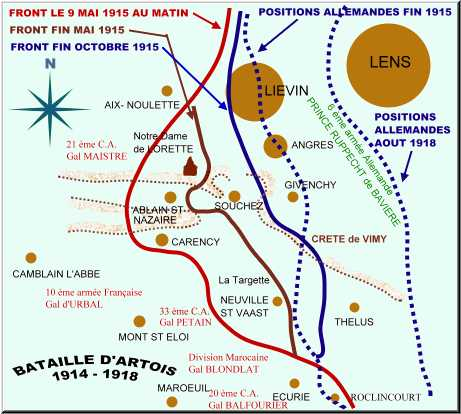 FRONT LE 9 MAI 1915 AU MATIN
POSITIONS ALLEMANDES FIN 1915
FRONT FIN MAI 1915
FRONT FIN OCTOBRE 1915
N
LENS
LIEVIN
AIX- NOULETTE
POSITIONS
ALLEMANDES
AOUT 1918
6 ème armée Allemande
PRINCE RUPPRECHT de BAVIERE
Notre Dame
de LORETTE
21 ème C.A.
Gal MAISTRE
ANGRES
GIVENCHY
ABLAIN ST
NAZAIRE
SOUCHEZ
CARENCY
CRETE de VIMY
CAMBLAIN L'ABBE
La Targette
10 ème armée Française
Gal d'URBAL
NEUVILLE
ST VAAST
33 ème C.A.
Gal PETAIN
THELUS
MONT ST ELOI
BATAILLE D'ARTOIS
1914 - 1918
Division Marocaine
Gal BLONDLAT
MAROEUIL
20 ème C.A.
Gal BALFOURIER
ECURIE
ROCLINCOURT